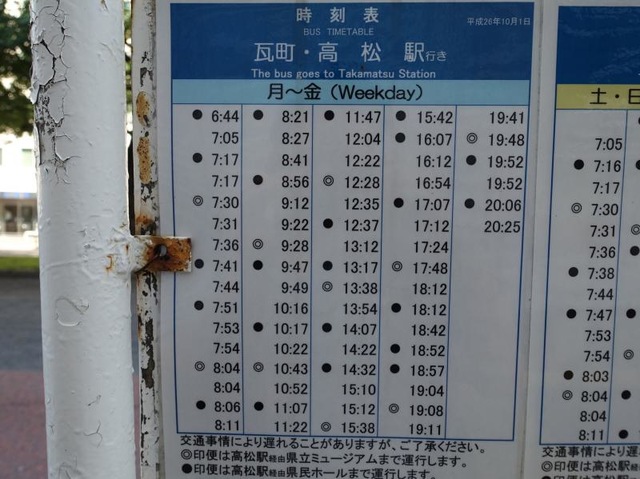 時刻表
平成26年10月1日
BUS TIMETABLE
瓦町・高松駅行き
The bus goes to Takamatsu Station
月～金 (Weekday)
● 6:44 ● 8:21 ● 11:47 ● 15:42 19:41
7:05 8:27 12:04 ● 16:07 ◎ 19:48
● 7:17 8:41 12:22 16:12 ● 19:52
7:17 ● 8:56 ◎ 12:28 16:54 19:52
◎ 7:30 9:12 12:35 ● 17:07 ● 20:06
7:31 9:22 ● 12:37 17:12 20:25
7:36 ◎ 9:28 13:12 17:24
● 7:41 ● 9:47 ● 13:17 ◎ 17:48
7:44 9:49 ◎ 13:38 18:12
● 7:51 10:16 13:54 ● 18:12
7:53 ● 10:17 ● 14:07 18:42
7:54 10:22 14:22 ● 18:52
◎ 8:04 ◎ 10:43 ● 14:32 ● 18:57
8:04 10:52 15:10 19:04
● 8:06 ● 11:07 15:12 ◎ 19:08
8:11 11:22 ◎ 15:38 19:11
交通事情により遅れることがありますが、ご了承ください。
◎印便は高松駅経由県立ミュージアムまで運行します。
●印便は高松駅経由県民ホールまで運行します。
土・日
7:05
● 7:16
7:17
◎ 7:30
7:31
7:36
● 7:38
7:44
● 7:47
7:53
7:54
● 8:03
◎ 8:04
8:04
8:11
交通事情に
◎印便は高